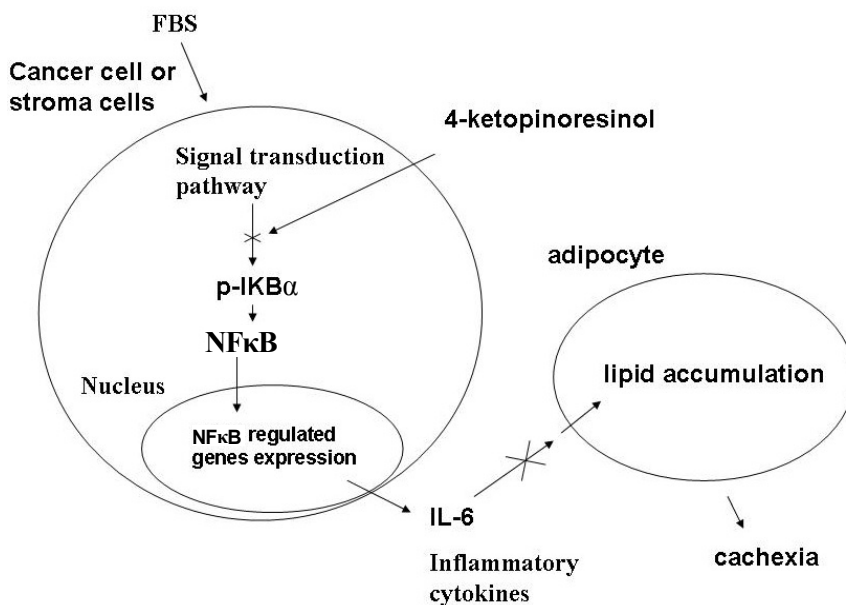 FBS
Cancer cell or
stroma cells
4-ketopinoresinol
Signal transduction
pathway
adipocyte
p-IKBα
NFκB
lipid accumulation
Nucleus
NFκB regulated
genes expression
IL-6
Inflammatory
cytokines
cachexia